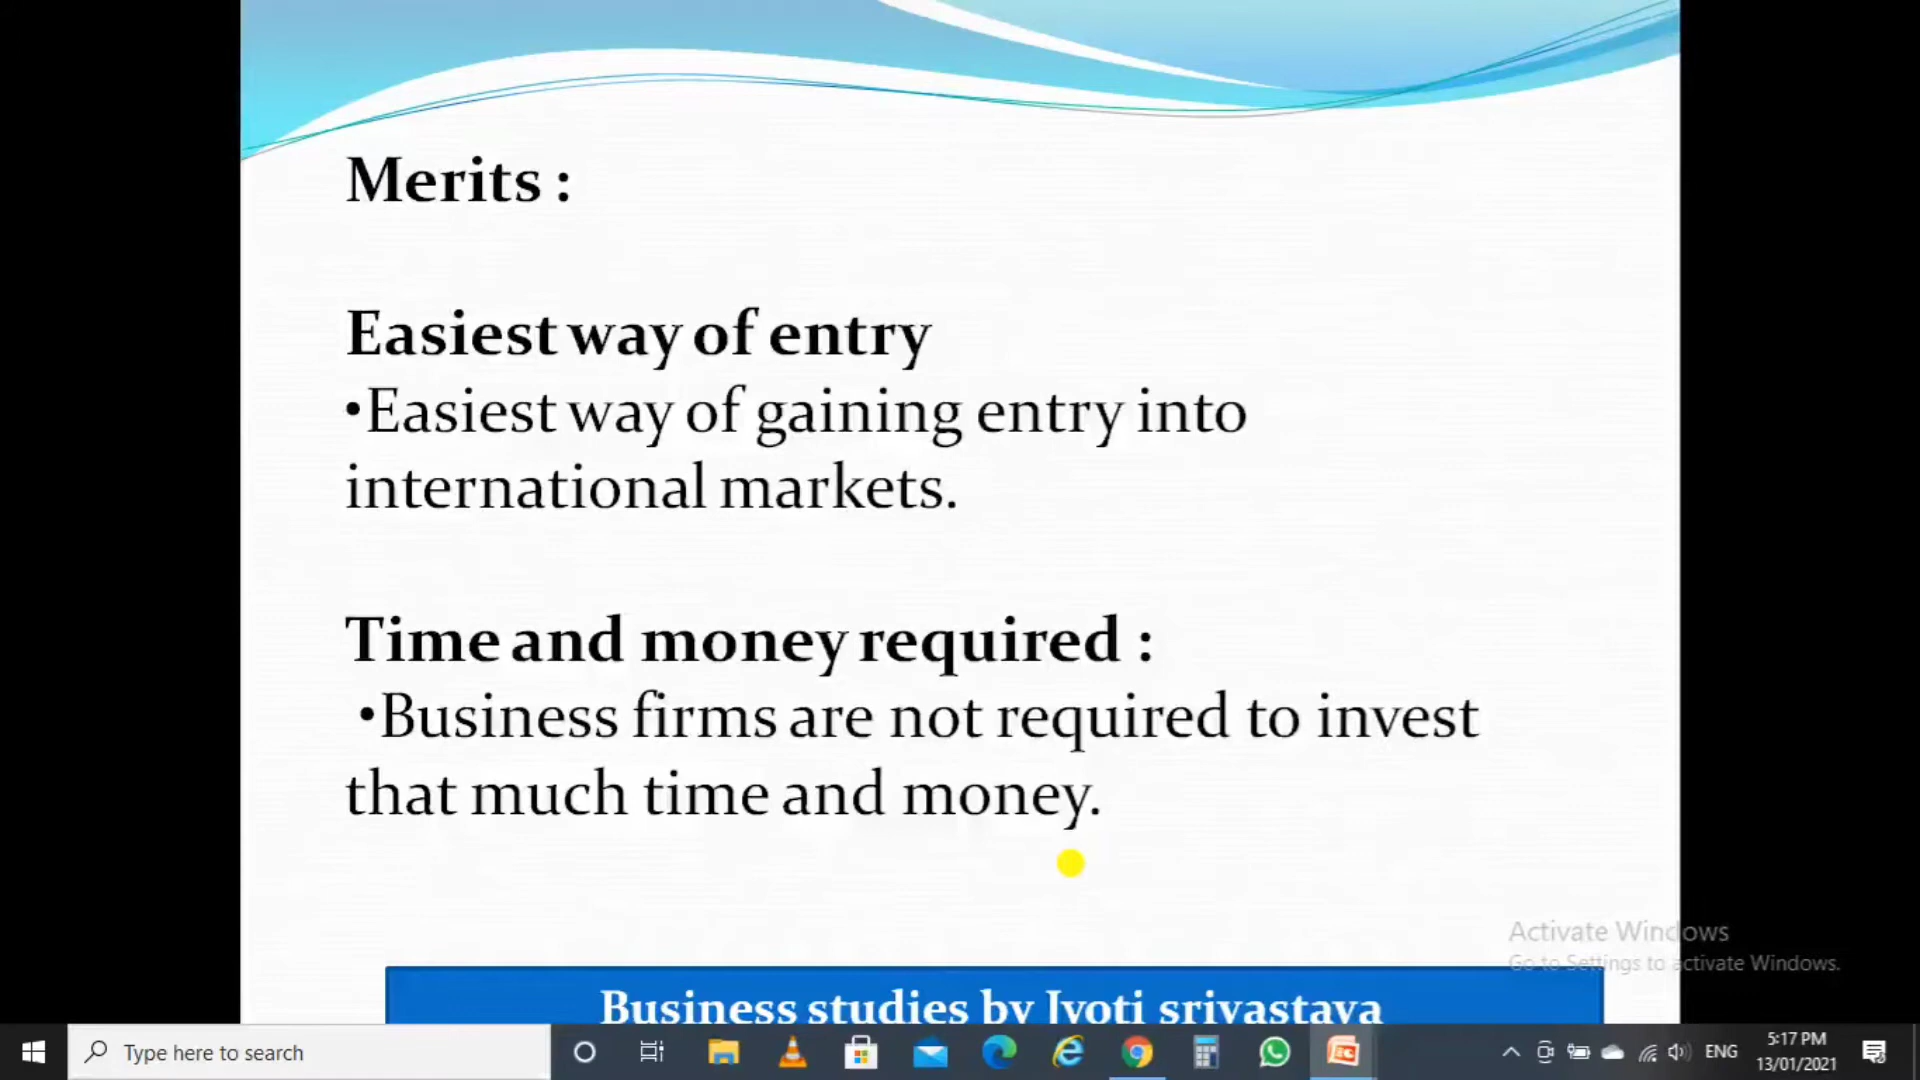 Merits :
Easiest way of entry
•Easiest way of gaining entry into
international markets.
Time and money required :
•Business firms are not required to invest
that much time and money.
Activate Windows
Go to Settings to activate Windows.
Business studies by Jyoti srivastava
Type here to search
ENG
5:17 PM
13/01/2021